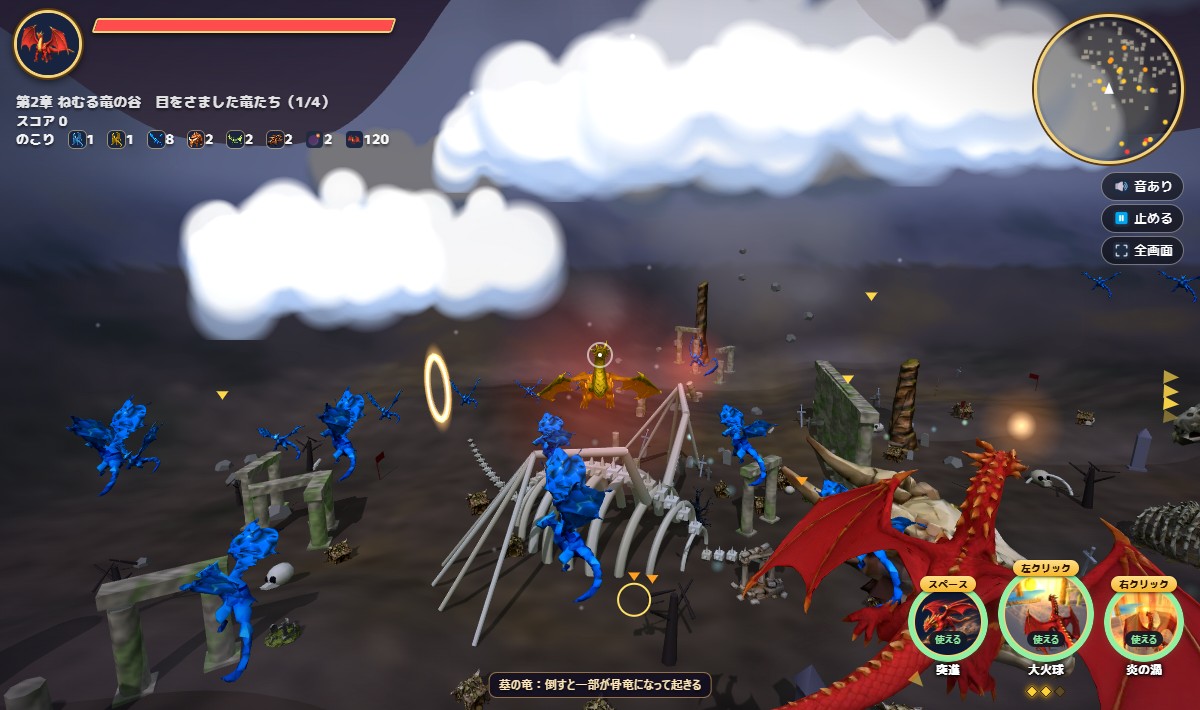 第2章 ねむる竜の谷　目をさました竜たち（1/4）
スコア 0
のこり 1 1 8 2 2 2 2 120
音あり
止める
全画面
スペース
左クリック
右クリック
使える
使える
使える
突進
大火球
炎の渦
墓の竜：倒すと一部が骨竜になって起きる